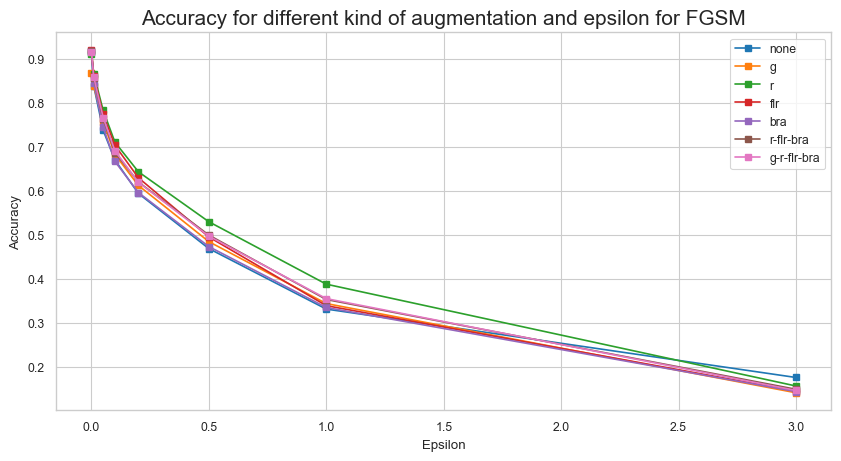 Accuracy for different kind of augmentation and epsilon for FGSM
none
g
r
flr
bra
r-flr-bra
g-r-flr-bra
0.9
0.8
0.7
0.6
0.5
0.4
0.3
0.2
Accuracy
0.0 0.5 1.0 1.5 2.0 2.5 3.0
Epsilon